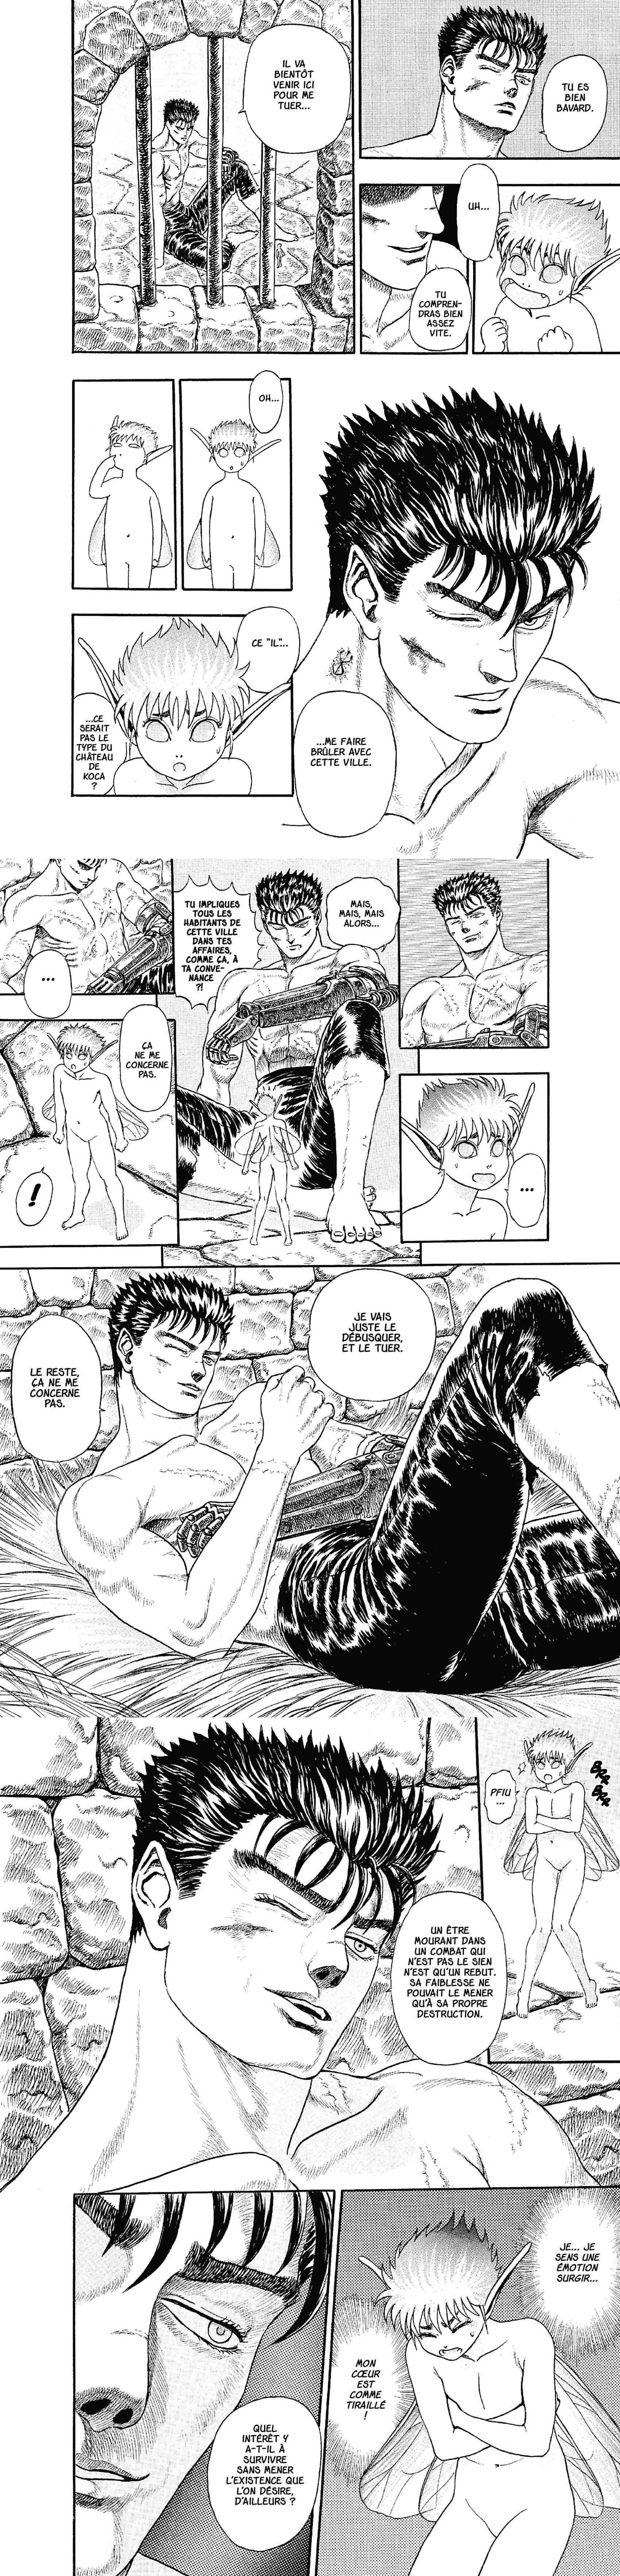 TU ES
BIEN
BAVARD.
IL VA
BIENTÔT
VENIR ICI
POUR ME
TUER...
UH...
TU
COMPREN-
DRAS BIEN
ASSEZ
VITE.
...ME FAIRE
BRÛLER AVEC
CETTE VILLE.
OH...
CE "IL"...
...CE
SERAIT
PAS LE
TYPE DU
CHÂTEAU
DE
KOCA
?
MAIS,
MAIS, MAIS
ALORS...
TU IMPLIQUES
TOUS LES
HABITANTS DE
CETTE VILLE
DANS TES
AFFAIRES,
COMME ÇA, À
TA CONVE-
NANCE
?!
...
...
ÇA
NE ME
CONCERNE
PAS.
!
JE VAIS
JUSTE LE
DÉBUSQUER,
ET LE TUER.
LE RESTE,
ÇA NE ME
CONCERNE
PAS.
PFIU
...
UN ÊTRE
MOURANT DANS
UN COMBAT QUI
N'EST PAS LE SIEN
N'EST QU'UN REBUT.
SA FAIBLESSE NE
POUVAIT LE MENER
QU'À SA PROPRE
DESTRUCTION.
JE... JE
SENS UNE
ÉMOTION
SURGIR...
MON
CŒUR
EST
COMME
TIRAILLÉ
!
QUEL
INTÉRÊT Y
A-T-IL À
SURVIVRE
SANS MENER
L'EXISTENCE QUE
L'ON DÉSIRE,
D'AILLEURS ?